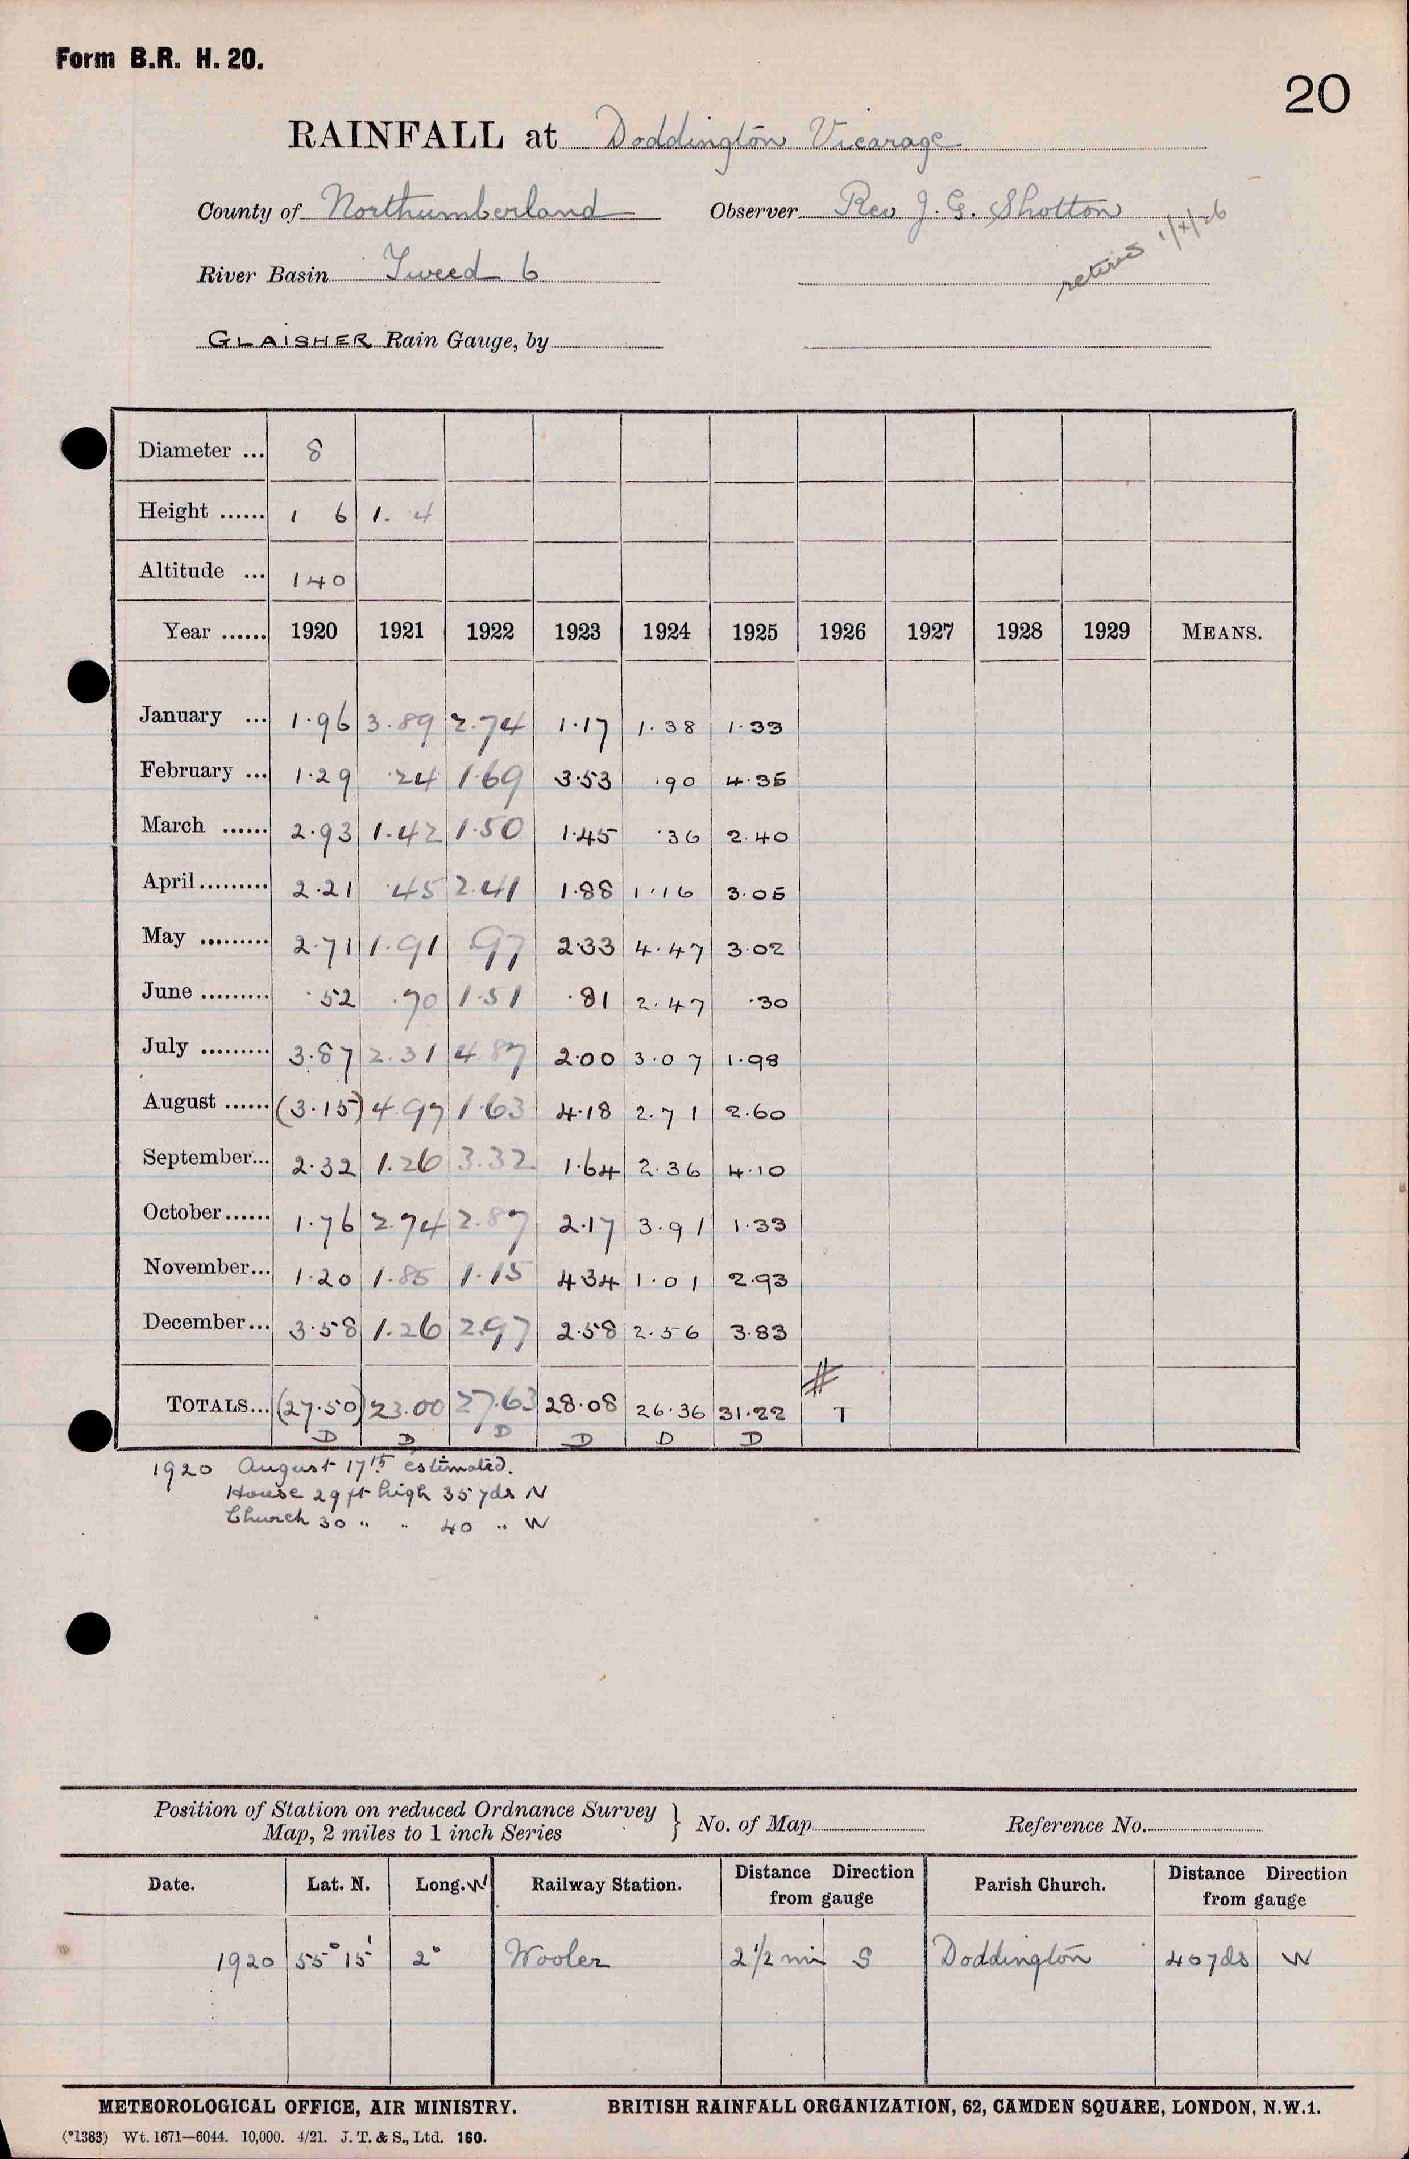 Form B.R. H. 20.
20
RAINFALL at Doddington Vicarage
County of Northumberland Observer Rev J. G. Shotton
retired 1/x/26
River Basin Tweed 6
GLAISHER Rain Gauge, by
Diameter ... 8
Height ...... 1 6 1. 4
Altitude ... 140
Year ...... 1920 1921 1922 1923 1924 1925 1926 1927 1928 1929 MEANS.
January ... 1.96 3.89 2.74 1.17 1.38 1.33
February ... 1.29 .24 1.69 3.53 .90 4.35
March ...... 2.93 1.42 1.50 1.45 .36 2.40
April ......... 2.21 .45 2.41 1.88 1.16 3.05
May ......... 2.71 1.91 .97 2.33 4.47 3.02
June ......... .52 .70 1.51 .81 2.47 .30
July ......... 3.87 2.31 4.87 2.00 3.07 1.98
August ...... (3.15) 4.97 1.63 4.18 2.71 2.60
September... 2.32 1.26 3.32 1.64 2.36 4.10
October...... 1.76 2.74 2.87 2.17 3.91 1.33
November... 1.20 1.85 1.15 4.34 1.01 2.93
December... 3.58 1.26 2.97 2.58 2.56 3.83
#
TOTALS... (27.50) 23.00 27.63 28.08 26.36 31.22 T
D D D D D D
1920 August 17th estimated.
House 29 ft high 35 yds N
Church 30 " " 40 " W
Position of Station on reduced Ordnance Survey
Map, 2 miles to 1 inch Series } No. of Map Reference No.
Date. Lat. N. Long. W Railway Station. Distance Direction from gauge Parish Church. Distance Direction from gauge
1920 55° 15' 2° Wooler 2 1/2 mi S Doddington 40 yds W
METEOROLOGICAL OFFICE, AIR MINISTRY. BRITISH RAINFALL ORGANIZATION, 62, CAMDEN SQUARE, LONDON, N.W.1.
(*1383) Wt. 1671—6044. 10,000. 4/21. J. T. & S., Ltd. 160.